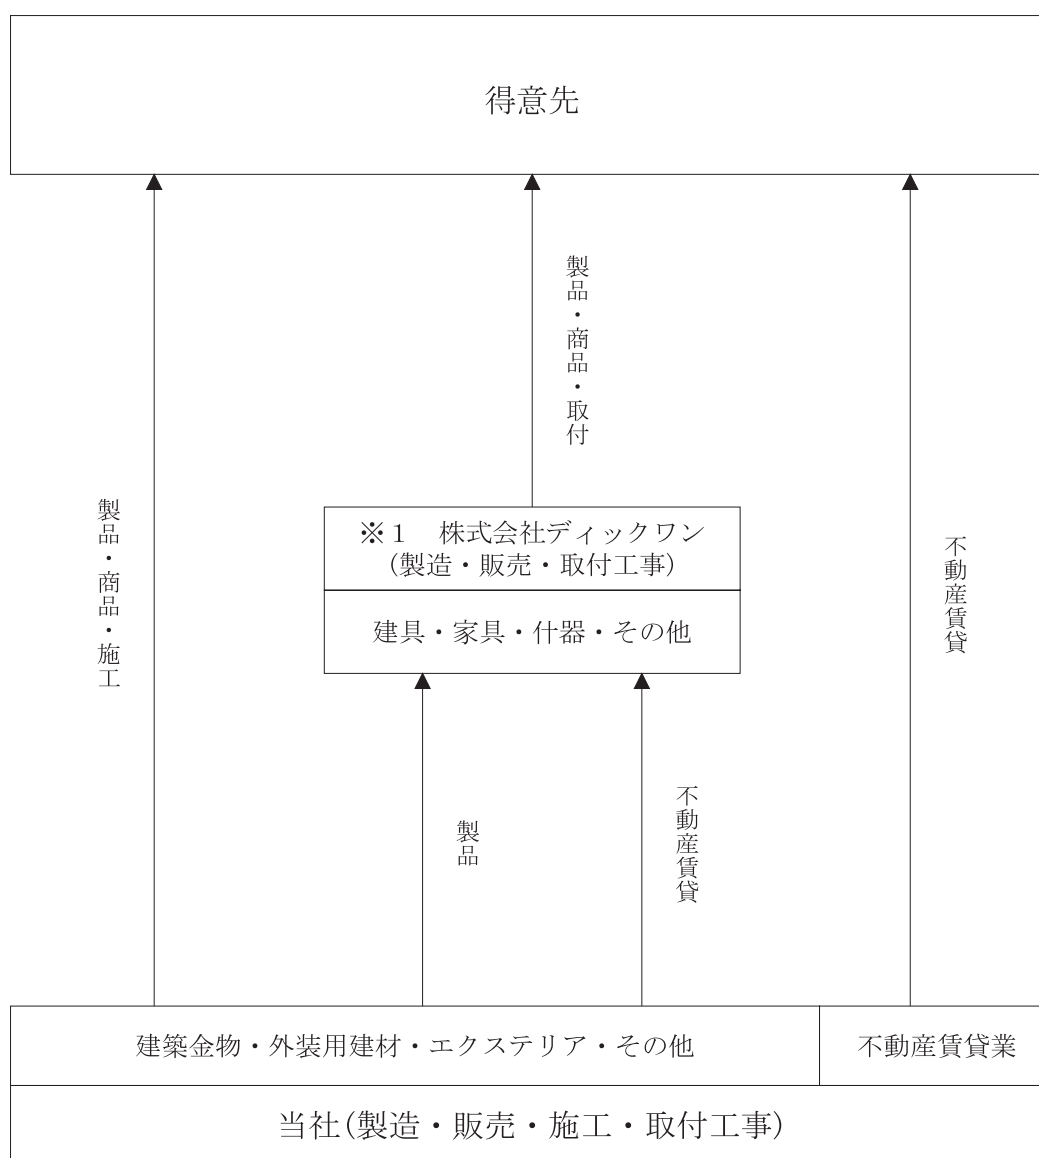 得意先
製品・商品・取付
製品・商品・施工
※１　株式会社ディックワン
(製造・販売・取付工事)
建具・家具・什器・その他
不動産賃貸
製品
不動産賃貸
建築金物・外装用建材・エクステリア・その他
不動産賃貸業
当社(製造・販売・施工・取付工事)